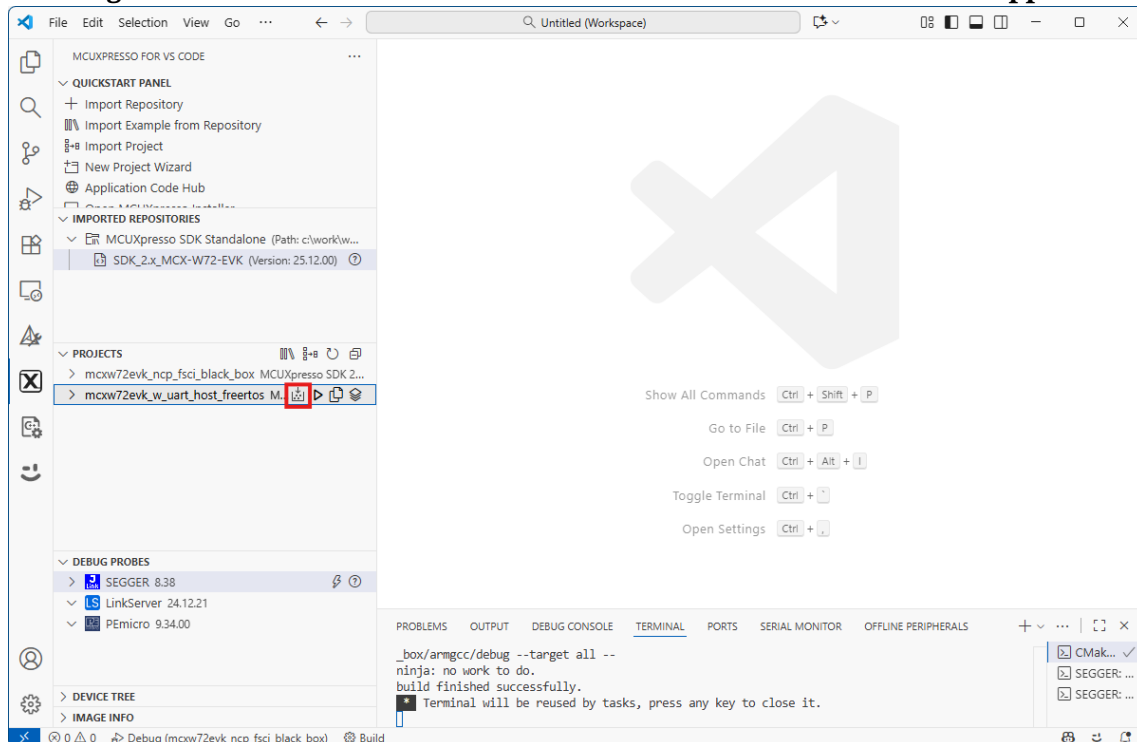 File Edit Selection View Go ··· Untitled (Workspace)
MCUXPRESSO FOR VS CODE
QUICKSTART PANEL
Import Repository
Import Example from Repository
Import Project
New Project Wizard
Application Code Hub
IMPORTED REPOSITORIES
MCUXpresso SDK Standalone (Path: c:\work\w...
SDK_2.x_MCX-W72-EVK (Version: 25.12.00)
PROJECTS
mcxw72evk_ncp_fsci_black_box MCUXpresso SDK 2...
mcxw72evk_w_uart_host_freertos M...
Show All Commands Ctrl + Shift + P
Go to File Ctrl + P
Open Chat Ctrl + Alt + I
Toggle Terminal Ctrl + `
Open Settings Ctrl + ,
DEBUG PROBES
SEGGER 8.38
LS LinkServer 24.12.21
PEmicro 9.34.00
DEVICE TREE
IMAGE INFO
PROBLEMS OUTPUT DEBUG CONSOLE TERMINAL PORTS SERIAL MONITOR OFFLINE PERIPHERALS
_box/armgcc/debug --target all --
ninja: no work to do.
build finished successfully.
* Terminal will be reused by tasks, press any key to close it.
CMak...
SEGGER: ...
SEGGER: ...
0 0 Debug (mcxw72evk_ncp_fsci_black_box) Build